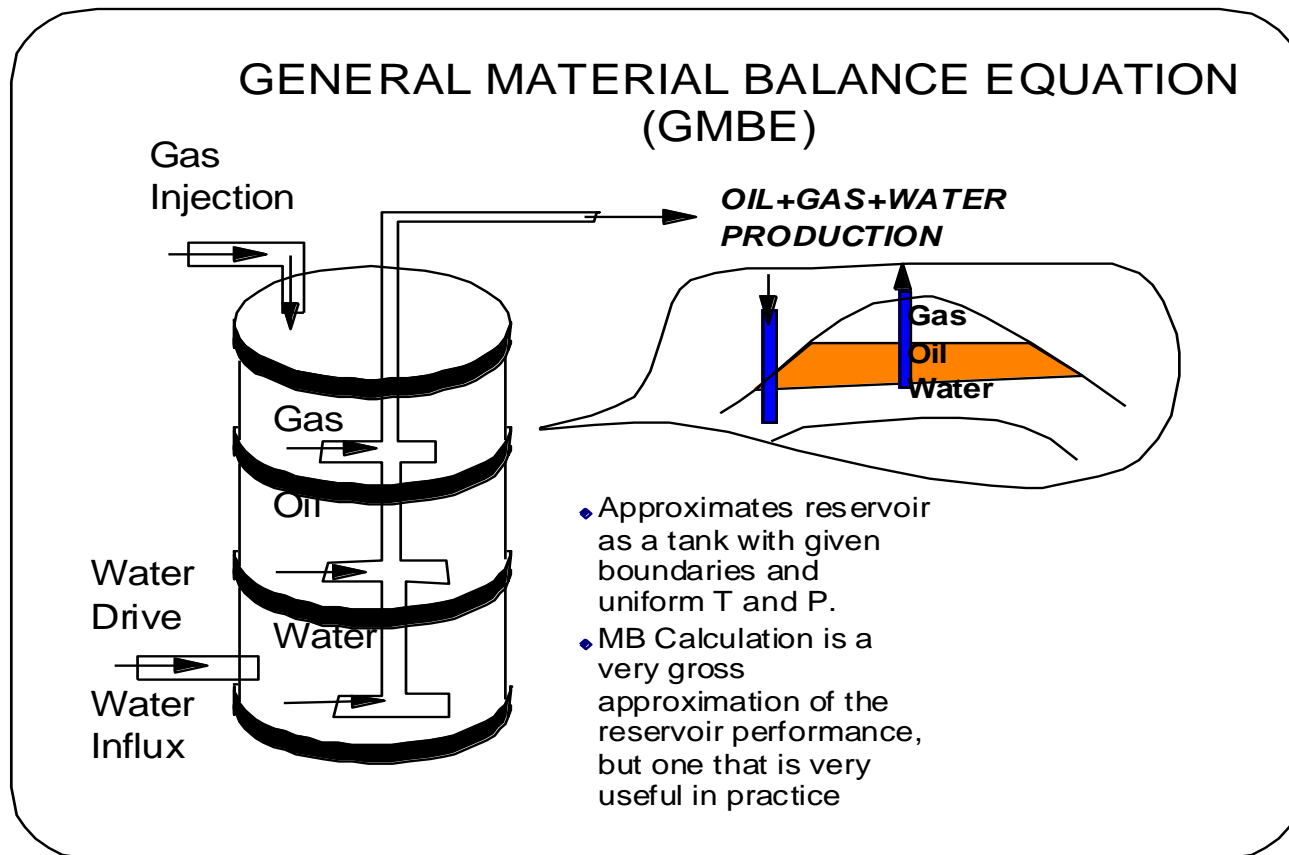 GENERAL MATERIAL BALANCE EQUATION
(GMBE)
Gas
Injection
OIL+GAS+WATER
PRODUCTION
Gas
Oil
Water
Gas
Oil
Water
Drive
Water
Water
Influx
Approximates reservoir
as a tank with given
boundaries and
uniform T and P.
MB Calculation is a
very gross
approximation of the
reservoir performance,
but one that is very
useful in practice